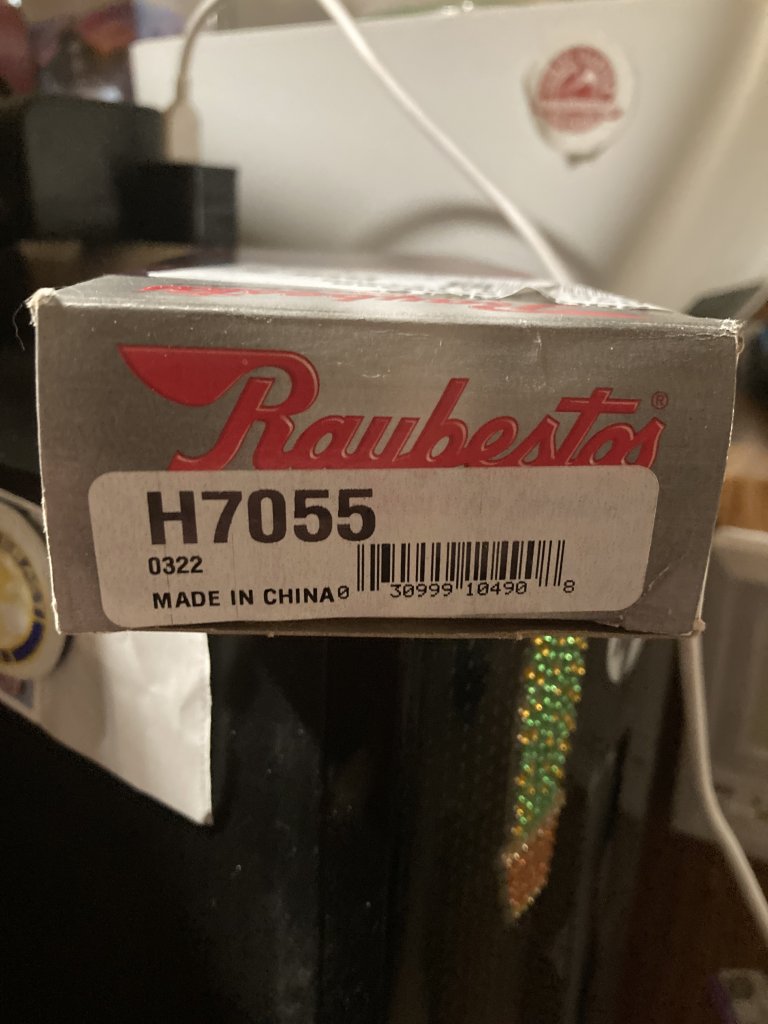 Raybestos®
H7055
0322
MADE IN CHINA
0 30999 10490 8